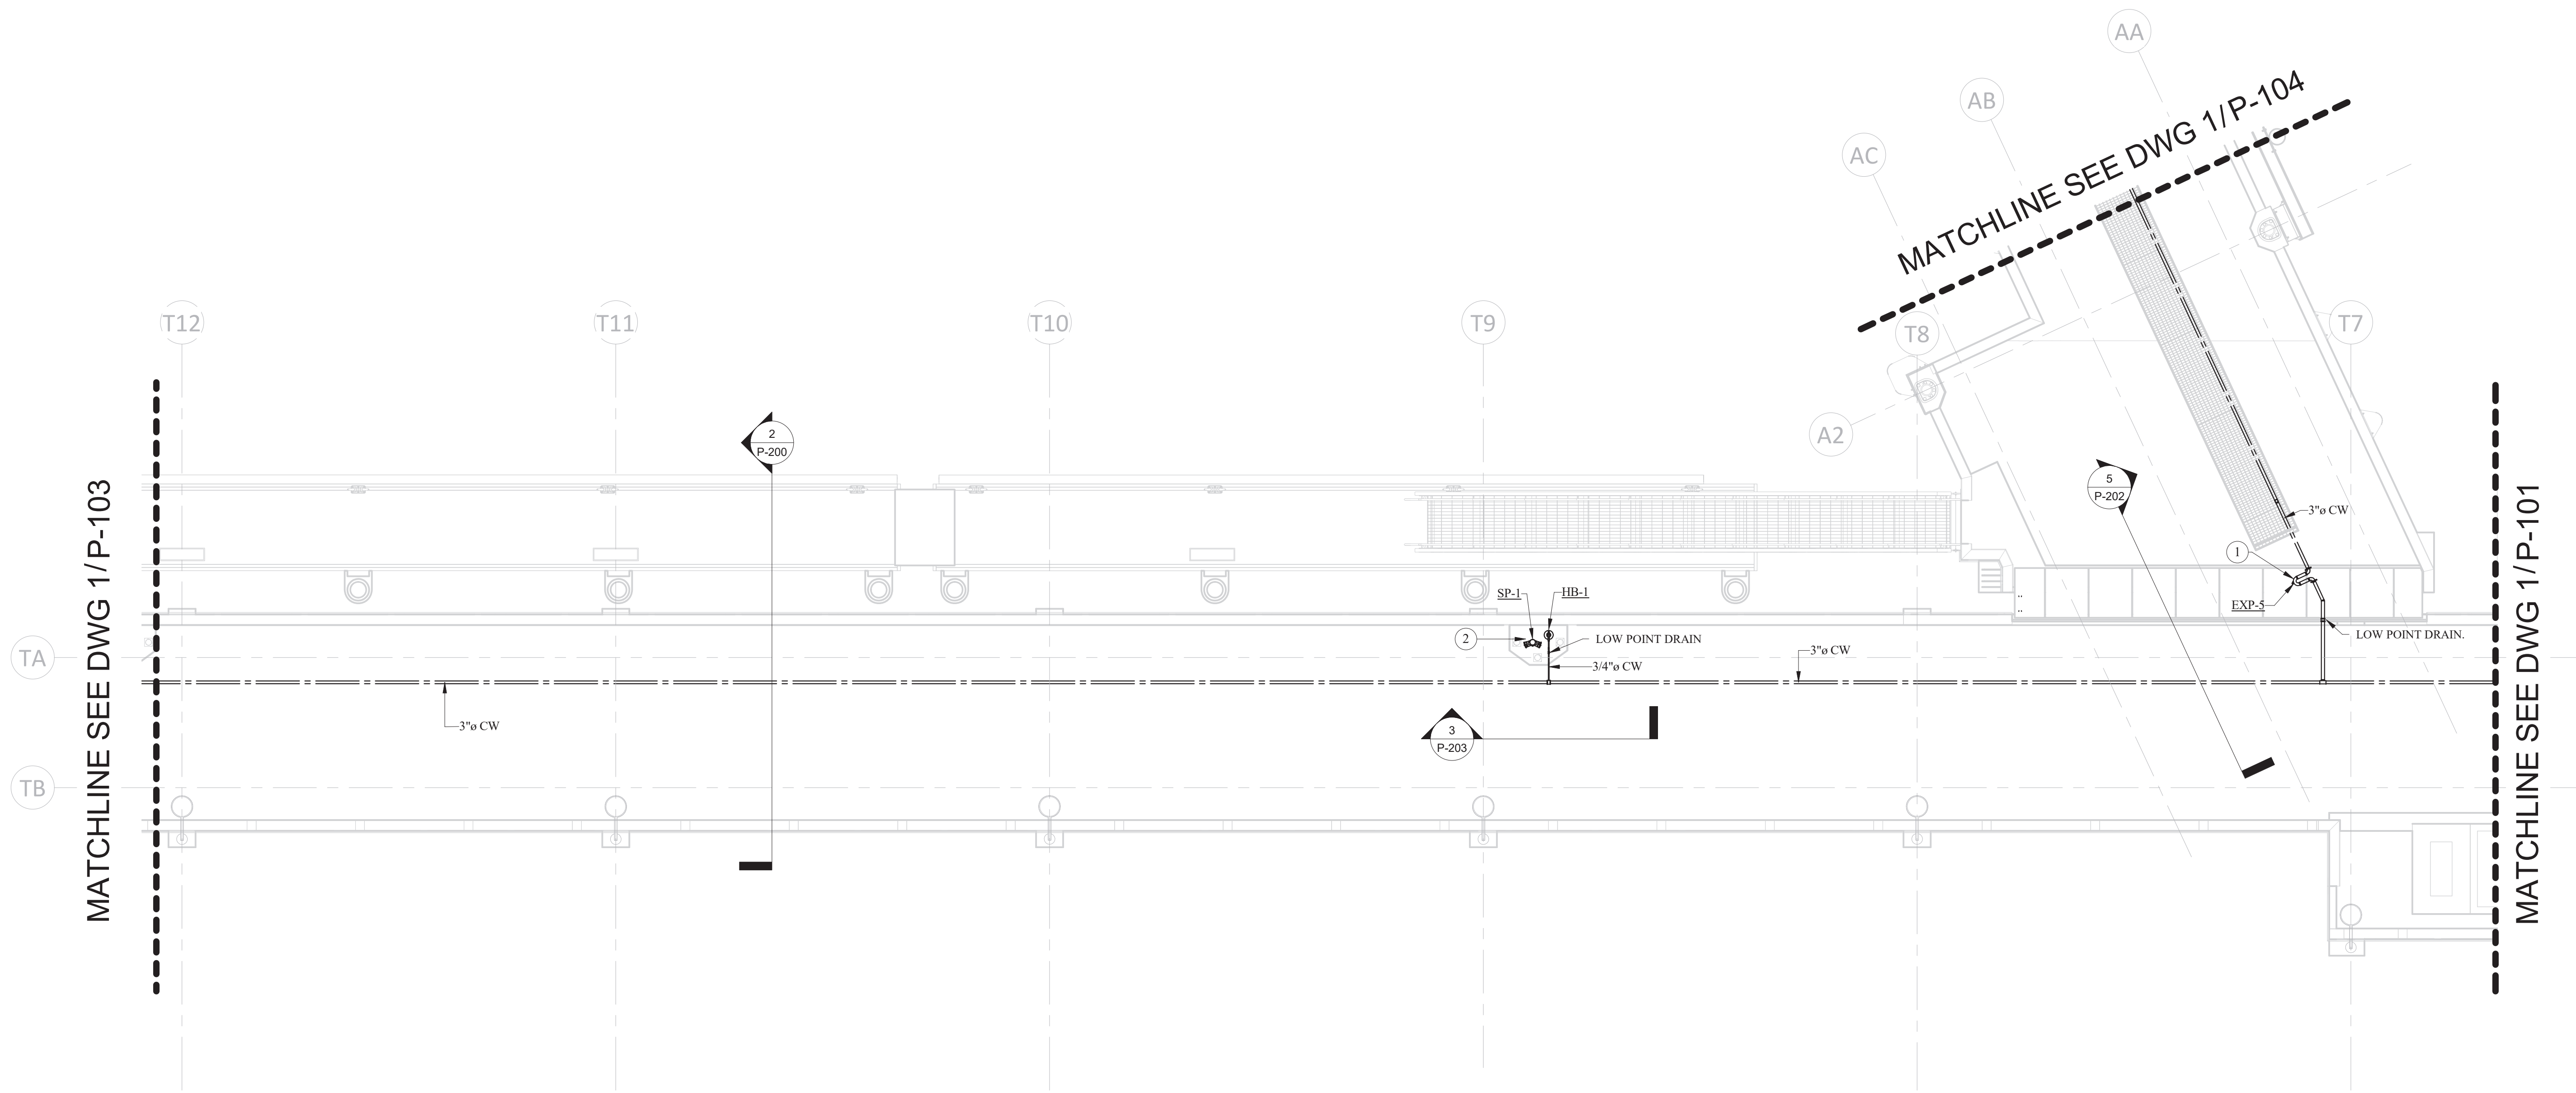 AA
AB
AC
MATCHLINE SEE DWG 1/P-104
T12
T11
T10
T9
T8
T7
A2
2
P-200
5
P-202
3"ø CW
1
EXP-5
LOW POINT DRAIN.
SP-1
HB-1
2
LOW POINT DRAIN
3/4"ø CW
3"ø CW
TA
3"ø CW
3
P-203
TB
MATCHLINE SEE DWG 1/P-103
MATCHLINE SEE DWG 1/P-101